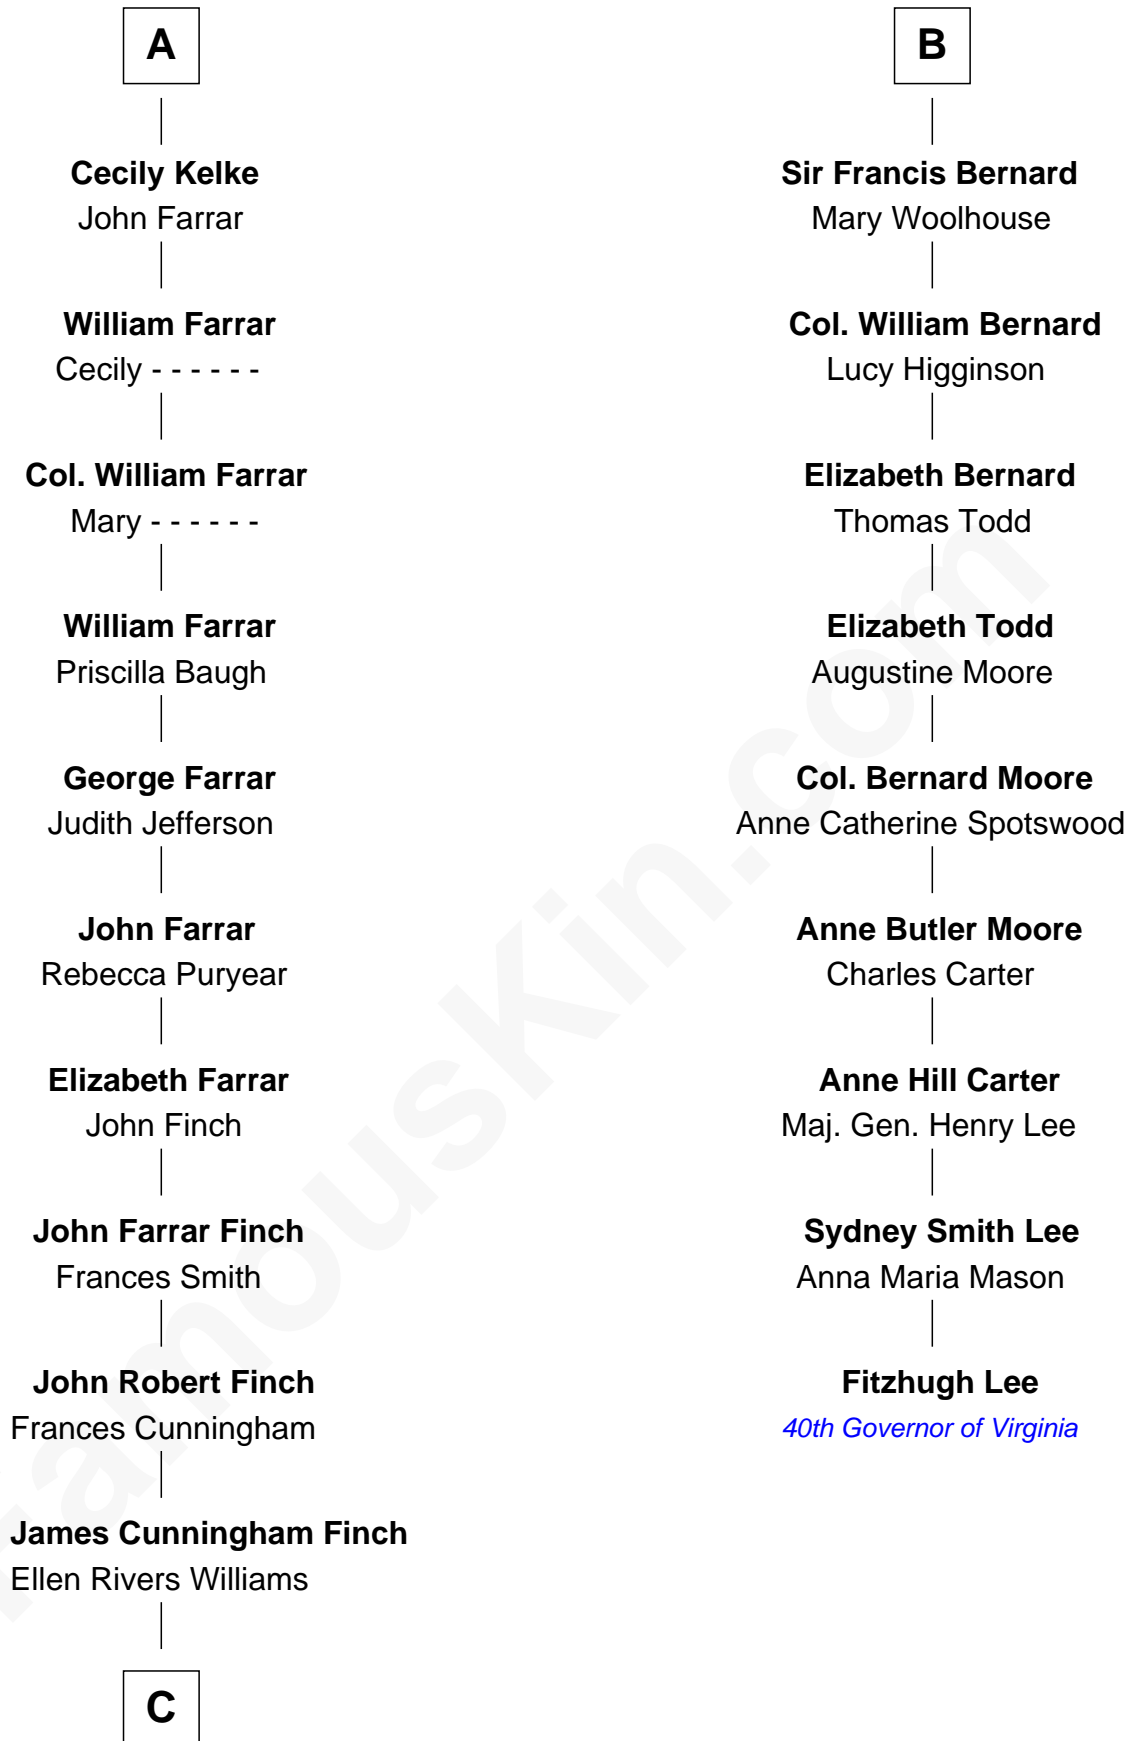 A
Cecily Kelke
John Farrar
William Farrar
Cecily - - - - - -
Col. William Farrar
Mary - - - - - -
William Farrar
Priscilla Baugh
George Farrar
Judith Jefferson
John Farrar
Rebecca Puryear
Elizabeth Farrar
John Finch
John Farrar Finch
Frances Smith
John Robert Finch
Frances Cunningham
James Cunningham Finch
Ellen Rivers Williams
C
B
Sir Francis Bernard
Mary Woolhouse
Col. William Bernard
Lucy Higginson
Elizabeth Bernard
Thomas Todd
Elizabeth Todd
Augustine Moore
Col. Bernard Moore
Anne Catherine Spotswood
Anne Butler Moore
Charles Carter
Anne Hill Carter
Maj. Gen. Henry Lee
Sydney Smith Lee
Anna Maria Mason
Fitzhugh Lee
40th Governor of Virginia
FamousKin.com